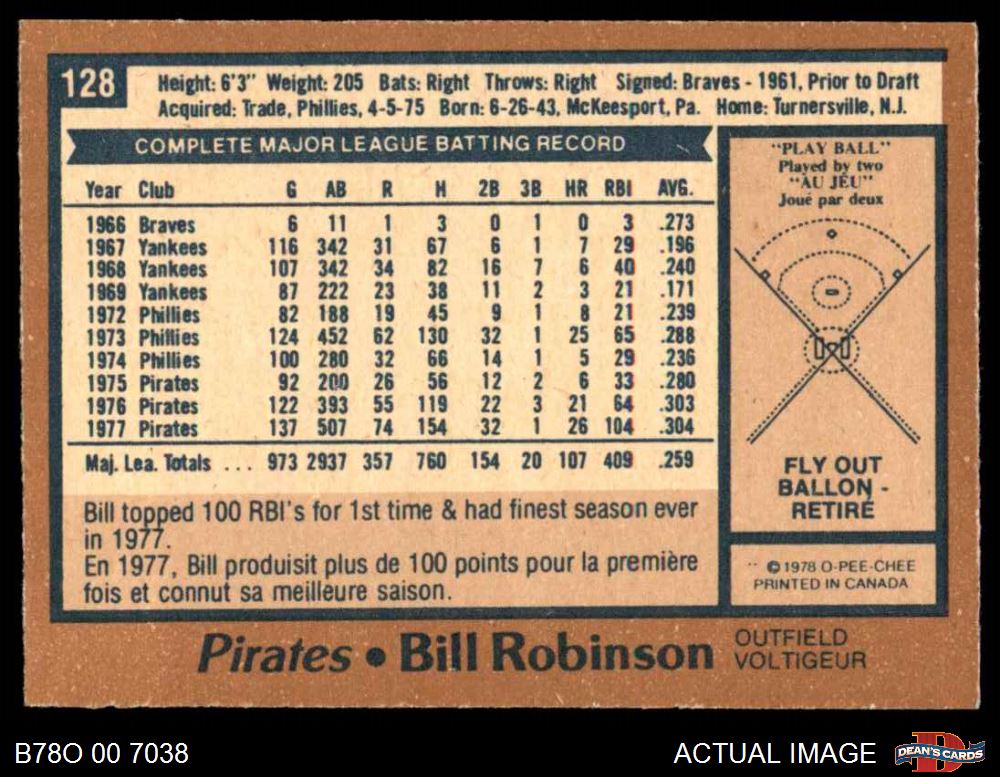 128
Height: 6'3" Weight: 205 Bats: Right Throws: Right Signed: Braves - 1961, Prior to Draft
Acquired: Trade, Phillies, 4-5-75 Born: 6-26-43, McKeesport, Pa. Home: Turnersville, N.J.
COMPLETE MAJOR LEAGUE BATTING RECORD
Year Club G AB R H 2B 3B HR RBI AVG.
1966 Braves 6 11 1 3 0 1 0 3 .273
1967 Yankees 116 342 31 67 6 1 7 29 .196
1968 Yankees 107 342 34 82 16 7 6 40 .240
1969 Yankees 87 222 23 38 11 2 3 21 .171
1972 Phillies 82 188 19 45 9 1 8 21 .239
1973 Phillies 124 452 62 130 32 1 25 65 .288
1974 Phillies 100 280 32 66 14 1 5 29 .236
1975 Pirates 92 200 26 56 12 2 6 33 .280
1976 Pirates 122 393 55 119 22 3 21 64 .303
1977 Pirates 137 507 74 154 32 1 26 104 .304
Maj. Lea. Totals ... 973 2937 357 760 154 20 107 409 .259
Bill topped 100 RBI's for 1st time & had finest season ever
in 1977.
En 1977, Bill produisit plus de 100 points pour la première
fois et connut sa meilleure saison.
"PLAY BALL"
Played by two
"AU JEU"
Joué par deux
FLY OUT
BALLON -
RETIRÉ
© 1978 O-PEE-CHEE
PRINTED IN CANADA
Pirates • Bill Robinson
OUTFIELD
VOLTIGEUR
B78O 00 7038
ACTUAL IMAGE
D
DEAN'S CARDS